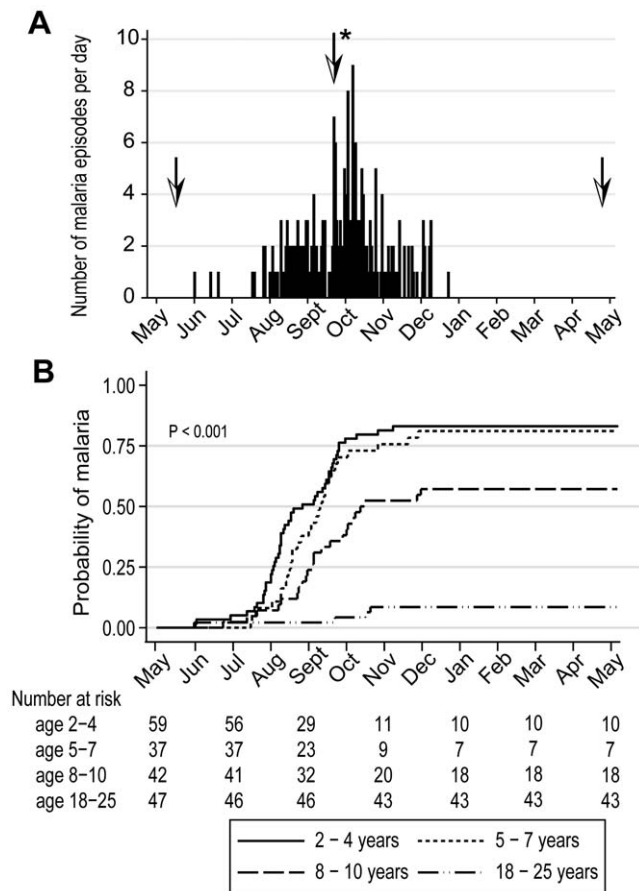 A
Number of malaria episodes per day
10
8
6
4
2
0
*
May Jun Jul Aug Sept Oct Nov Dec Jan Feb Mar Apr May
B
Probability of malaria
1.00
0.75
0.50
0.25
0.00
P < 0.001
May Jun Jul Aug Sept Oct Nov Dec Jan Feb Mar Apr May
Number at risk
age 2–4 59 56 29 11 10 10 10
age 5–7 37 37 23 9 7 7 7
age 8–10 42 41 32 20 18 18 18
age 18–25 47 46 46 43 43 43 43
2 – 4 years 5 – 7 years
8 – 10 years 18 – 25 years